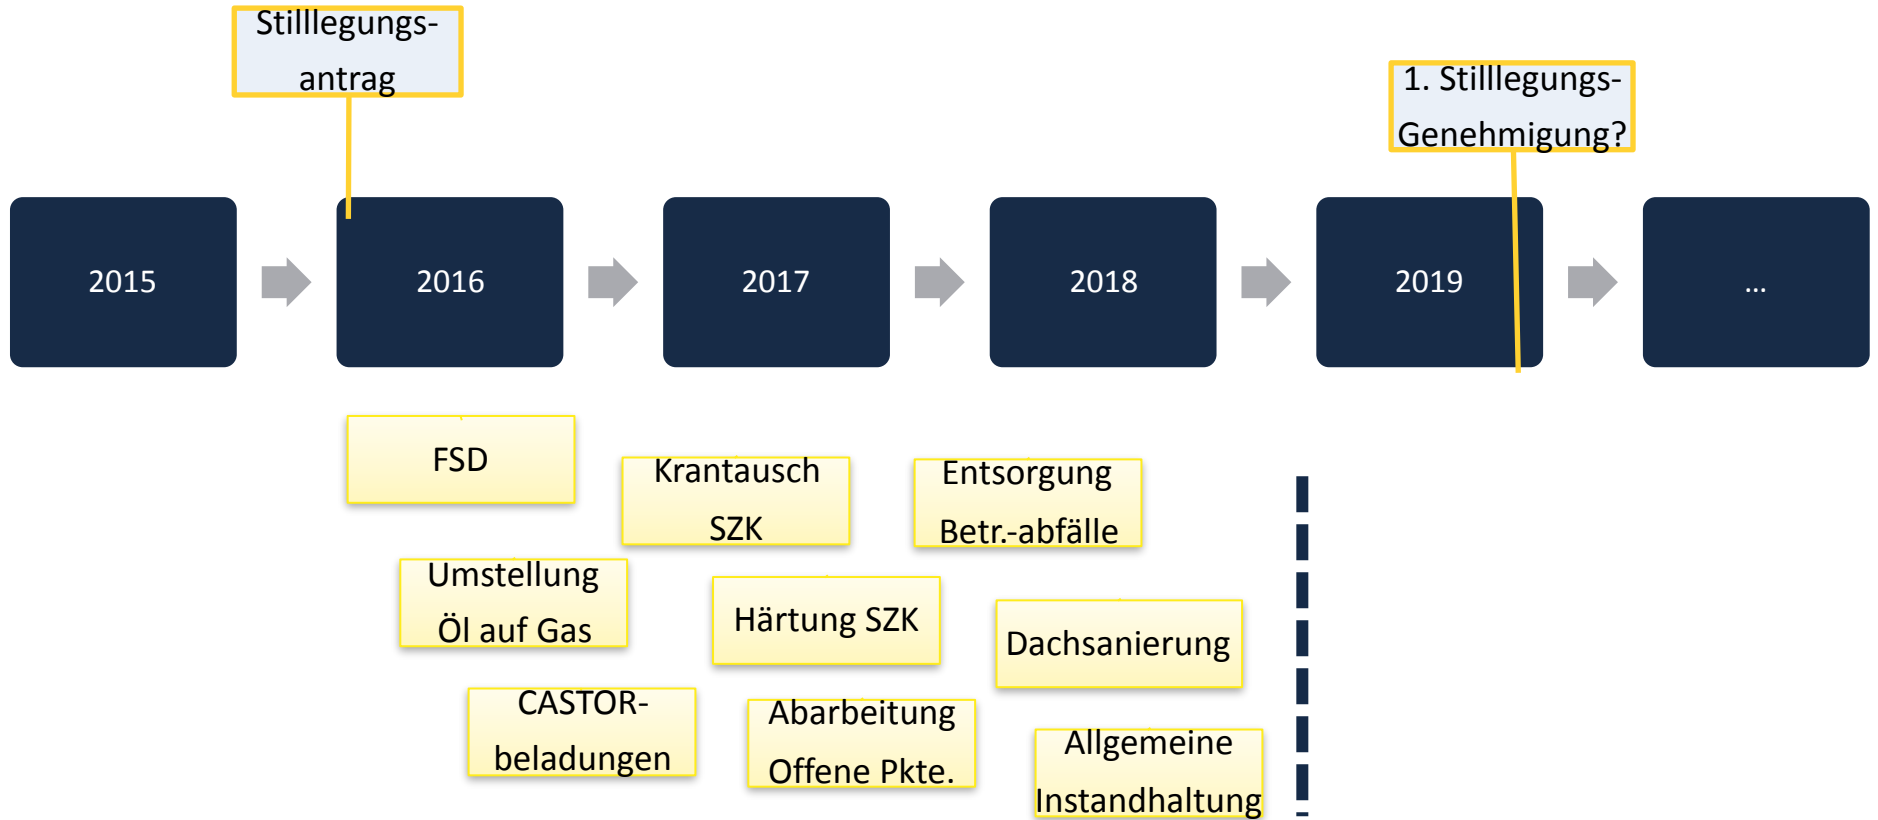 Stilllegungs-
antrag
1. Stilllegungs-
Genehmigung?
2015
2016
2017
2018
2019
...
FSD
Krantausch
SZK
Entsorgung
Betr.-abfälle
Umstellung
Öl auf Gas
Härtung SZK
Dachsanierung
CASTOR-
beladungen
Abarbeitung
Offene Pkte.
Allgemeine
Instandhaltung